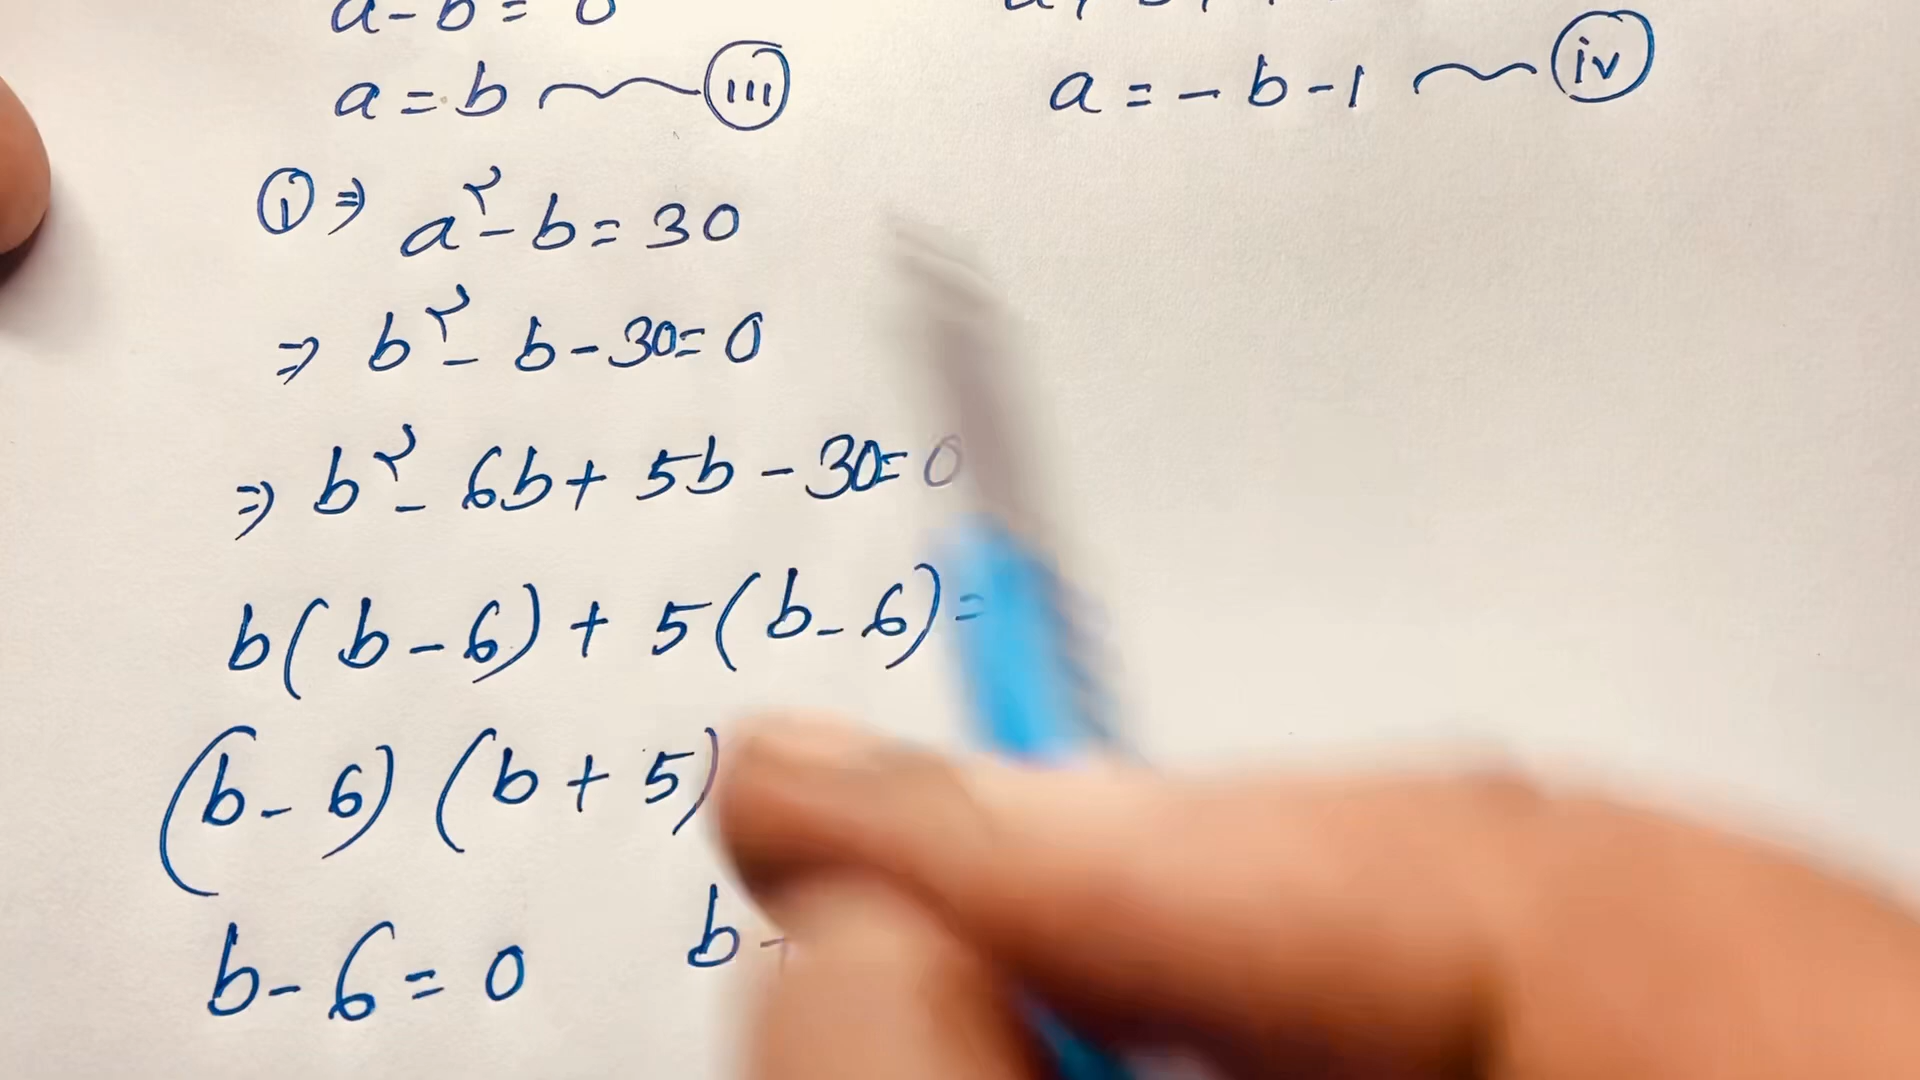 a - b = 0
a = b ~ (iii)
a = - b - 1 ~ (iv)
(i) ⇒ a² - b = 30
⇒ b² - b - 30 = 0
⇒ b² - 6b + 5b - 30 = 0
b(b - 6) + 5(b - 6) =
(b - 6) (b + 5)
b - 6 = 0 b